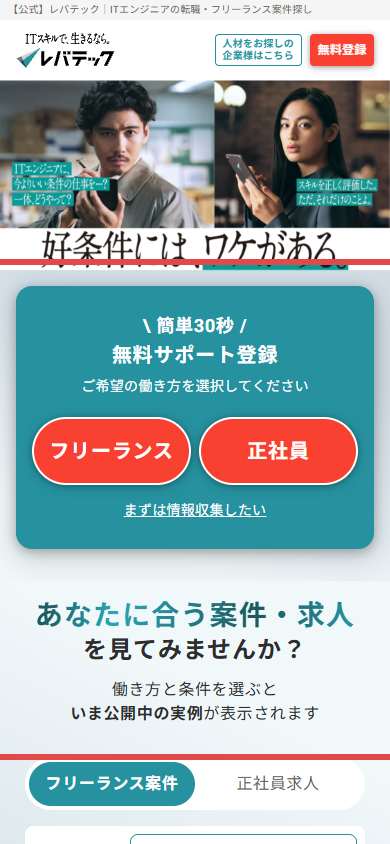 【公式】レバテック｜ITエンジニアの転職・フリーランス案件探し
ITスキルで、生きるなら。
レバテック
人材をお探しの
企業様はこちら
無料登録
ITエンジニアに、
今よりいい条件の仕事を…?
一体、どうやって?
スキルを正しく評価した。
ただ、それだけのことよ。
好条件には、ワケがある。
\ 簡単30秒 /
無料サポート登録
ご希望の働き方を選択してください
フリーランス
正社員
まずは情報収集したい
あなたに合う案件・求人
を見てみませんか？
働き方と条件を選ぶと
いま公開中の実例が表示されます
フリーランス案件
正社員求人